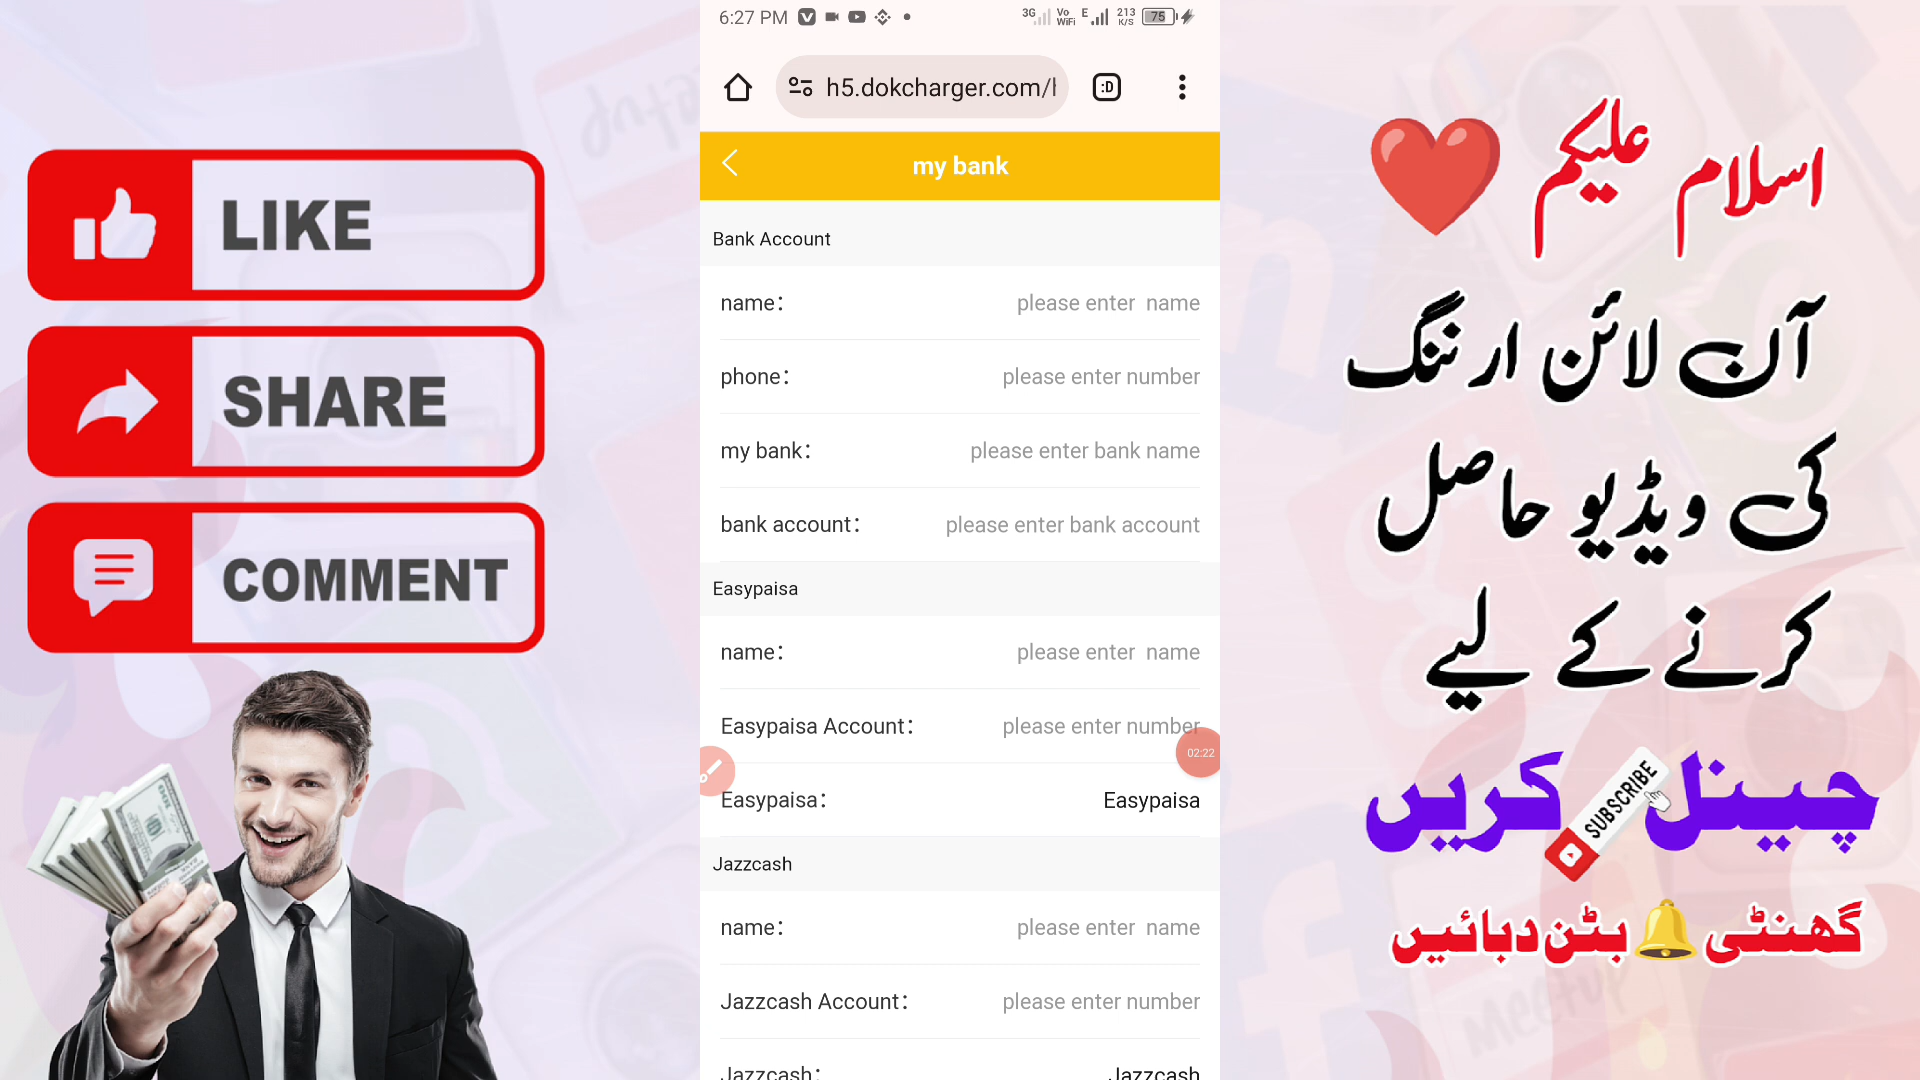 6:27 PM
3G
Vo WiFi
E
213 K/S
75
h5.dokcharger.com/h
:D
my bank
Bank Account
name: please enter name
phone: please enter number
my bank: please enter bank name
bank account: please enter bank account
Easypaisa
name: please enter name
Easypaisa Account: please enter number
02:22
Easypaisa: Easypaisa
Jazzcash
name: please enter name
Jazzcash Account: please enter number
Jazzcash: Jazzcash
LIKE
SHARE
COMMENT
اسلام علیکم
آن لائن ارننگ
کی ویڈیو حاصل
کرنے کے لیے
چینل SUBSCRIBE کریں
گھنٹی بٹن دبائیں
Meetup